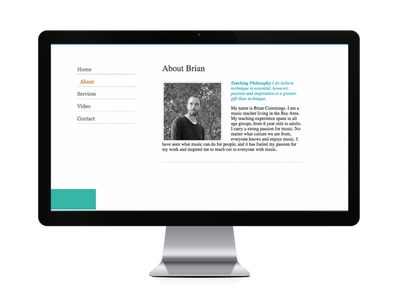 Home
About
Services
Video
Contact
About Brian
Teaching Philosophy I do believe
technique is essential, however,
passion and inspiration is a greater
gift than technique.
My name is Brian Cummings. I am a
music teacher living in the Bay Area.
My teaching experience spans to all
age groups, from 6 year olds to adults.
I carry a strong passion for music. No
matter what culture we are from,
everyone knows and enjoys music. I
have seen what music can do for people, and it has fueled my passion for
my work and inspired me to reach out to everyone with music.